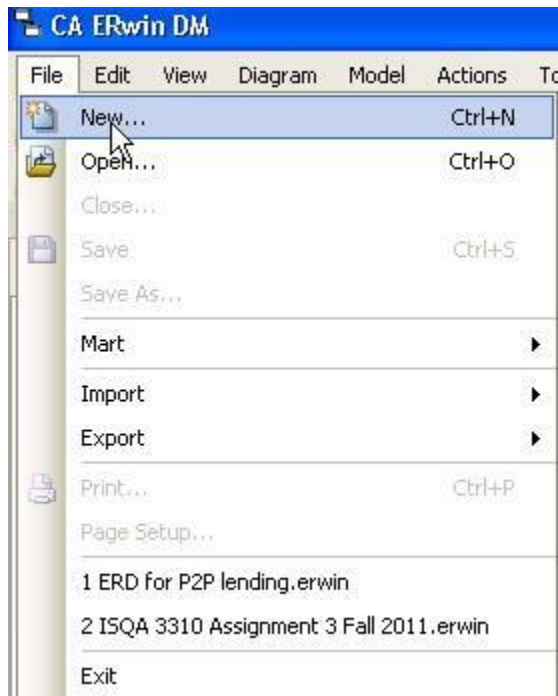 CA ERwin DM
File Edit View Diagram Model Actions To
New... Ctrl+N
Open... Ctrl+O
Close...
Save Ctrl+S
Save As...
Mart
Import
Export
Print... Ctrl+P
Page Setup...
1 ERD for P2P lending.erwin
2 ISQA 3310 Assignment 3 Fall 2011.erwin
Exit